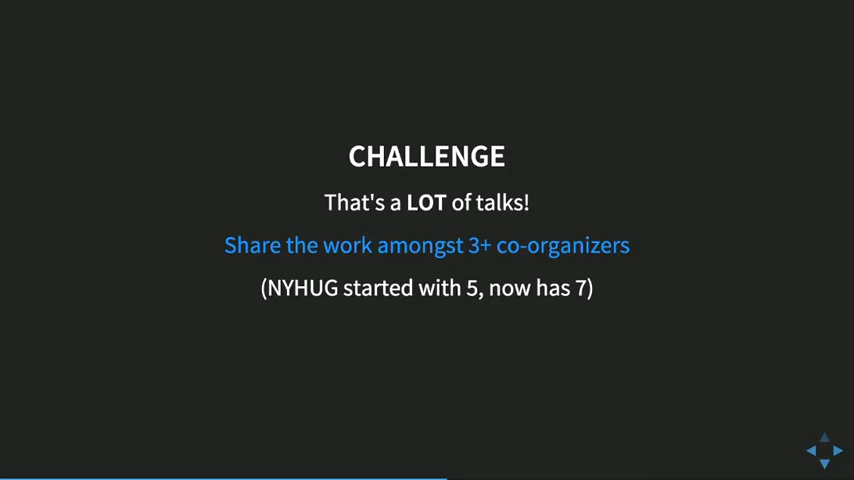 CHALLENGE
That's a LOT of talks!
Share the work amongst 3+ co-organizers
(NYHUG started with 5, now has 7)